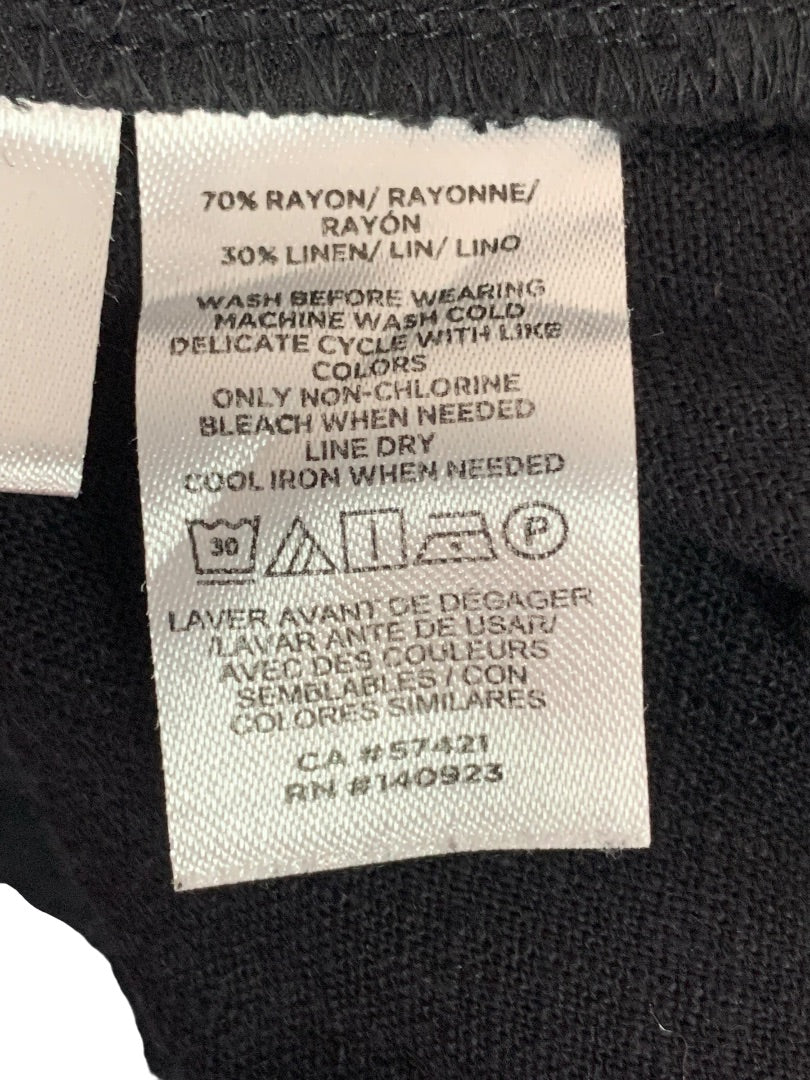 70% RAYON/ RAYONNE/
RAYÓN
30% LINEN/ LIN/ LINO
WASH BEFORE WEARING
MACHINE WASH COLD
DELICATE CYCLE WITH LIKE
COLORS
ONLY NON-CHLORINE
BLEACH WHEN NEEDED
LINE DRY
COOL IRON WHEN NEEDED
30 P
LAVER AVANT DE DÉGAGER
/LAVAR ANTE DE USAR/
AVEC DES COULEURS
SEMBLABLES / CON
COLORES SIMILARES
CA #57421
RN #140923